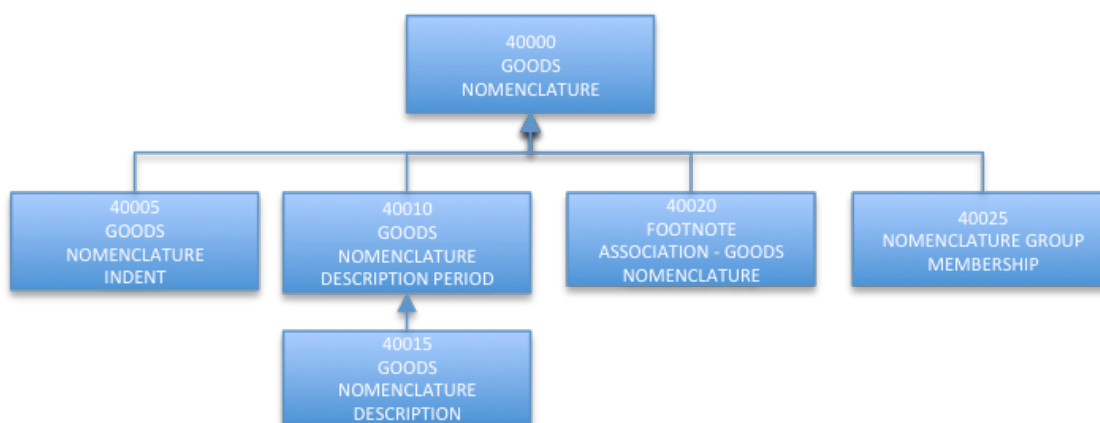 40000
GOODS
NOMENCLATURE
40005
GOODS
NOMENCLATURE
INDENT
40010
GOODS
NOMENCLATURE
DESCRIPTION PERIOD
40020
FOOTNOTE
ASSOCIATION - GOODS
NOMENCLATURE
40025
NOMENCLATURE GROUP
MEMBERSHIP
40015
GOODS
NOMENCLATURE
DESCRIPTION